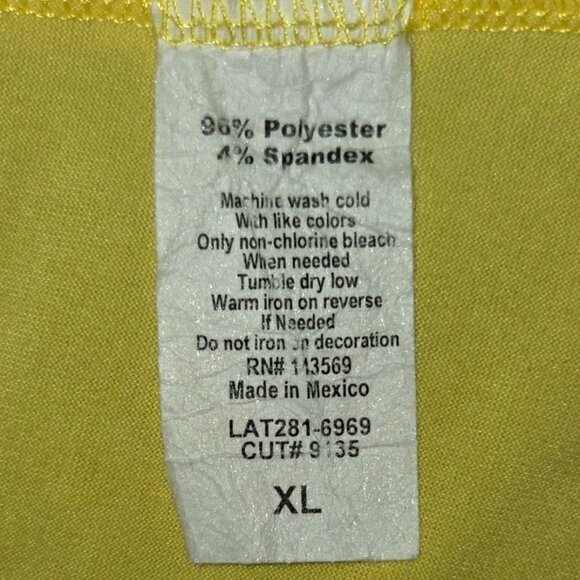 96% Polyester
4% Spandex
Machine wash cold
With like colors
Only non-chlorine bleach
When needed
Tumble dry low
Warm iron on reverse
If Needed
Do not iron on decoration
RN# 113569
Made in Mexico
LAT281-6969
CUT# 9135
XL